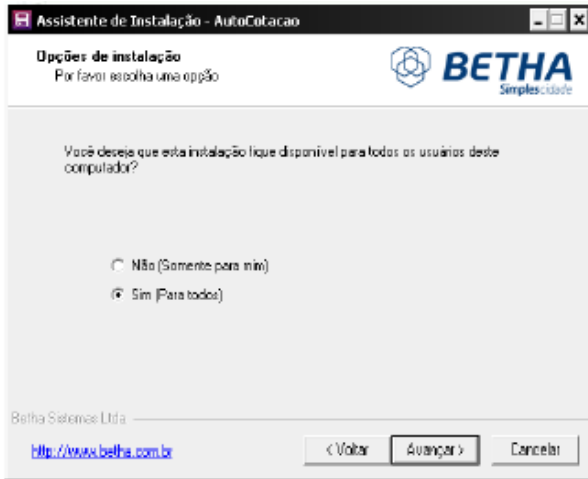 Assistente de Instalação - AutoCotacao
Opções de instalação
Por favor escolha uma opção
BETHA
Simplescidade
Você deseja que esta instalação fique disponível para todos os usuários deste
computador?
Não (Somente para mim)
Sim (Para todos)
Betha Sistemas Ltda
http://www.betha.com.br
< Voltar
Avançar >
Cancelar